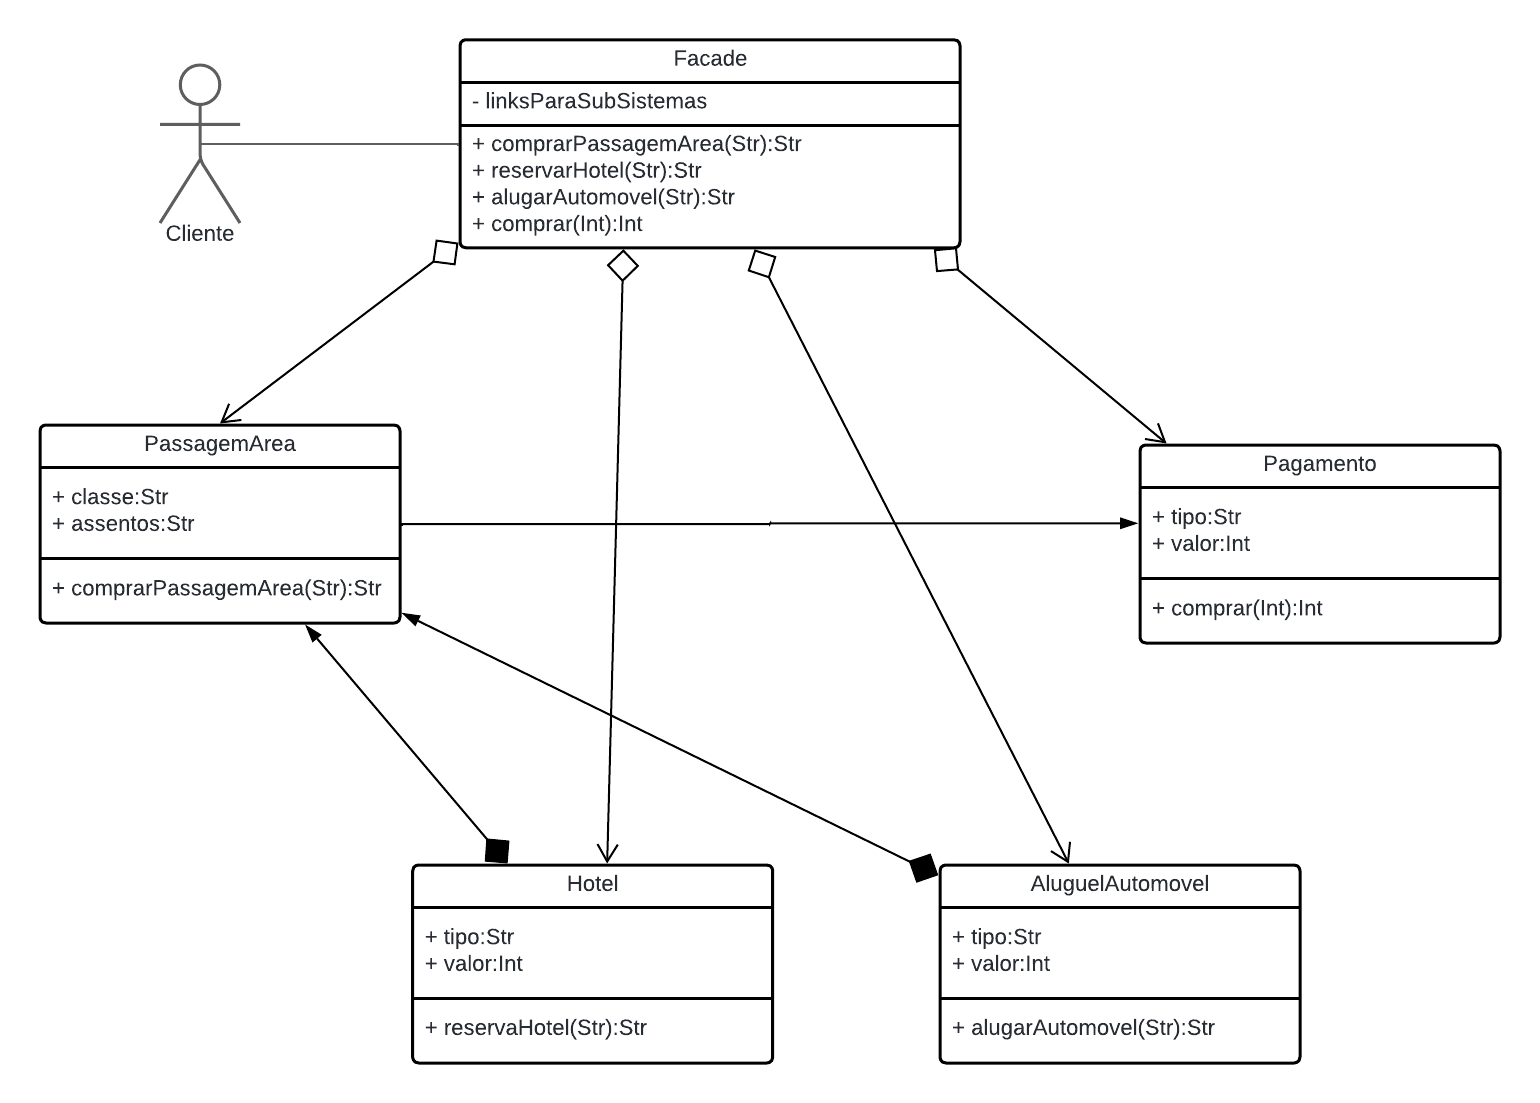 Facade
- linksParaSubSistemas
+ comprarPassagemArea(Str):Str
+ reservarHotel(Str):Str
+ alugarAutomovel(Str):Str
+ comprar(Int):Int
Cliente
PassagemArea
+ classe:Str
+ assentos:Str
+ comprarPassagemArea(Str):Str
Pagamento
+ tipo:Str
+ valor:Int
+ comprar(Int):Int
Hotel
+ tipo:Str
+ valor:Int
+ reservaHotel(Str):Str
AluguelAutomovel
+ tipo:Str
+ valor:Int
+ alugarAutomovel(Str):Str